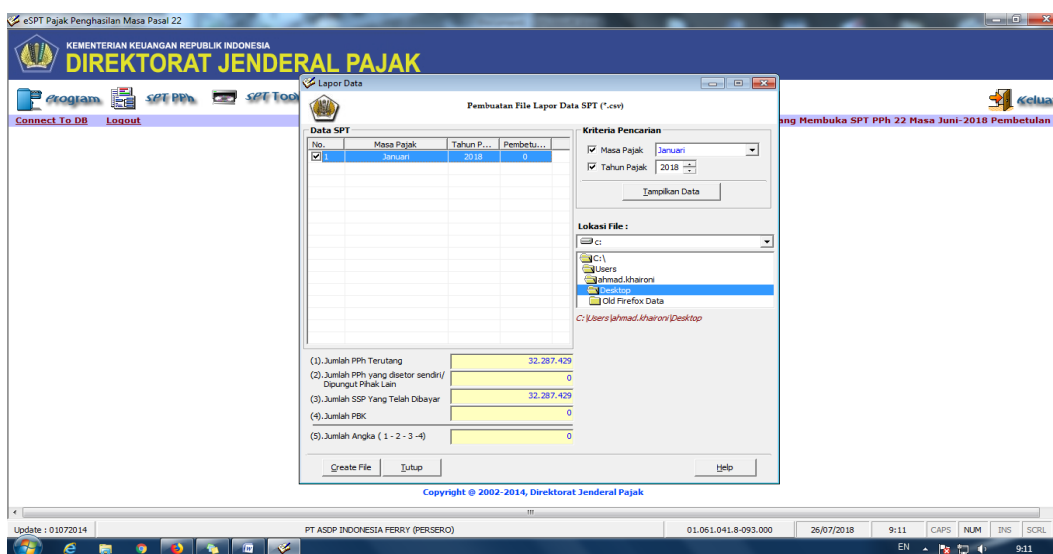 eSPT Pajak Penghasilan Masa Pasal 22
KEMENTERIAN KEUANGAN REPUBLIK INDONESIA
DIREKTORAT JENDERAL PAJAK
Program
SPT PPh
SPT Tool
Keluar
Connect To DB Logout
ang Membuka SPT PPh 22 Masa Juni-2018 Pembetulan
Lapor Data
Pembuatan File Lapor Data SPT (*.csv)
Data SPT
No. Masa Pajak Tahun P... Pembetu...
1 Januari 2018 0
Kriteria Pencarian
Masa Pajak Januari
Tahun Pajak 2018
Tampilkan Data
Lokasi File :
c:
C:\
Users
ahmad.khaironi
Desktop
Old Firefox Data
C:\Users\ahmad.khaironi\Desktop
(1).Jumlah PPh Terutang 32.287.429
(2).Jumlah PPh yang disetor sendiri/ 0
Dipungut Pihak Lain
(3).Jumlah SSP Yang Telah Dibayar 32.287.429
(4).Jumlah PBK 0
(5).Jumlah Angka ( 1 - 2 - 3 -4) 0
Create File Tutup Help
Copyright @ 2002-2014, Direktorat Jenderal Pajak
Update : 01072014 PT ASDP INDONESIA FERRY (PERSERO) 01.061.041.8-093.000 26/07/2018 9:11 CAPS NUM INS SCRL
EN 9:11